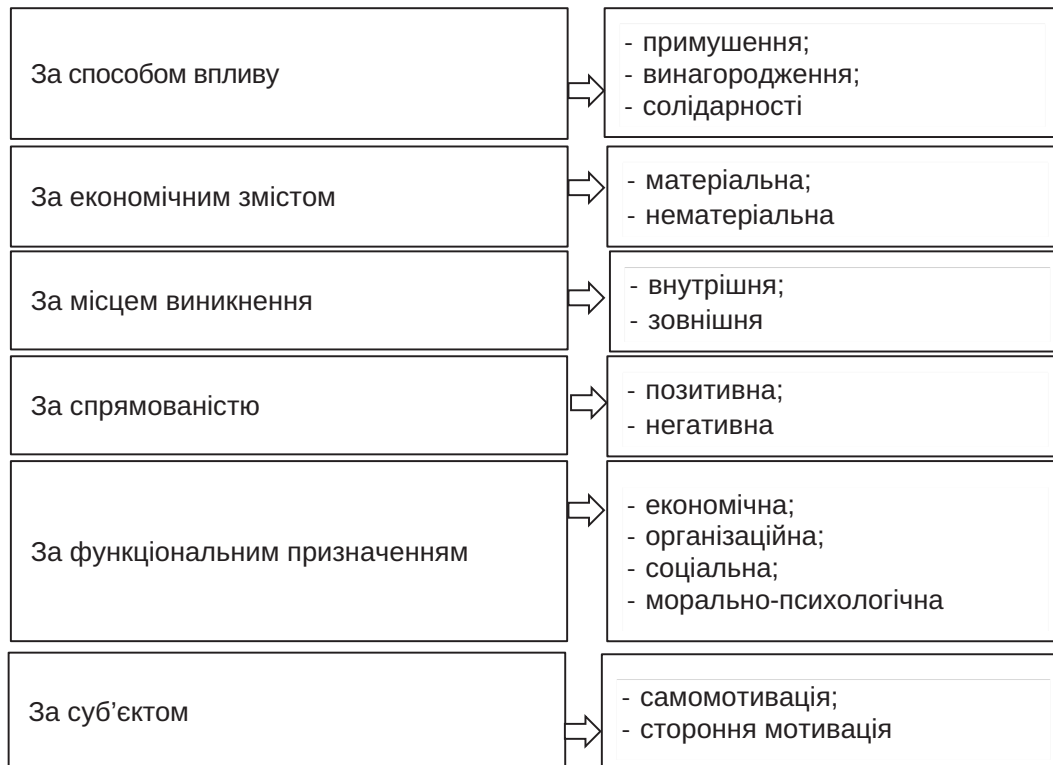 За способом впливу
- примушення;
- винагородження;
- солідарності
За економічним змістом
- матеріальна;
- нематеріальна
За місцем виникнення
- внутрішня;
- зовнішня
За спрямованістю
- позитивна;
- негативна
За функціональним призначенням
- економічна;
- організаційна;
- соціальна;
- морально-психологічна
За суб’єктом
- самомотивація;
- стороння мотивація